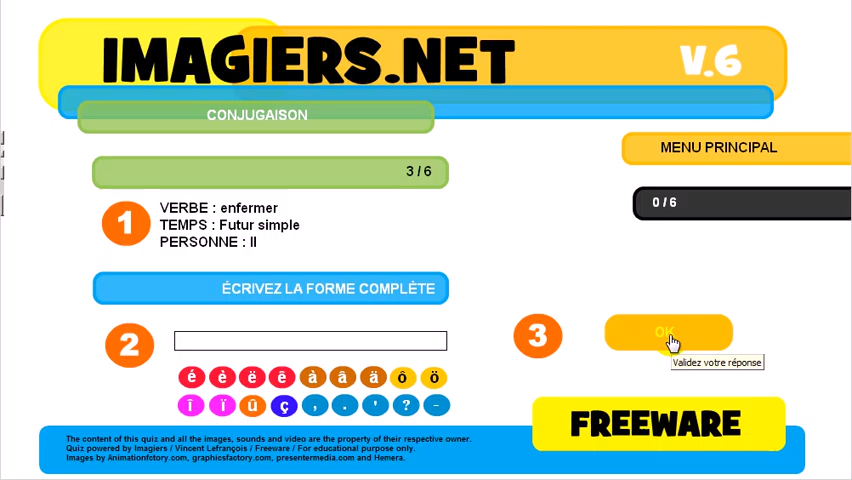 IMAGIERS.NET
V.6
CONJUGAISON
MENU PRINCIPAL
3 / 6
0 / 6
1
VERBE : enfermer
TEMPS : Futur simple
PERSONNE : Il
ÉCRIVEZ LA FORME COMPLÈTE
2
3
OK
Validez votre réponse
é è ë ê à â ä ô ö
î ï û ç , . ' ? -
FREEWARE
The content of this quiz and all the images, sounds and video are the property of their respective owner.
Quiz powered by Imagiers / Vincent Lefrançois / Freeware / For educational purpose only.
Images by Animationfctory.com, graphicsfactory.com, presentermedia.com and Hemera.